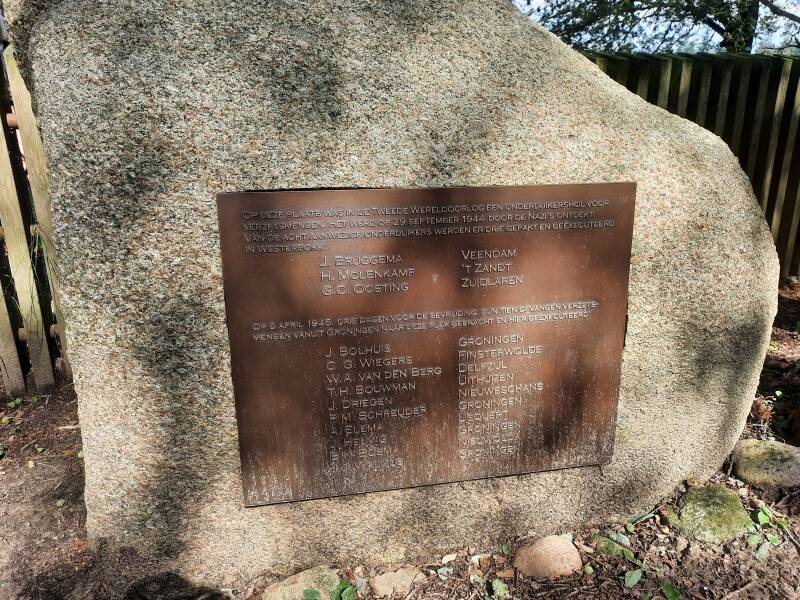 OP DEZE PLAATS WAS IN DE TWEEDE WERELDOORLOG EEN ONDERDUIKERSHOL VOOR
VERZETSMENSEN. HET WERD OP 29 SEPTEMBER 1944 DOOR DE NAZI'S ONTDEKT.
VAN DE ACHT AANWEZIGE ONDERDUIKERS WERDEN ER DRIE GEPAKT EN GEËXECUTEERD
IN WESTERBORK:
J. BRUGGEMA VEENDAM
H. MOLENKAMP 'T ZANDT
G.C. OOSTING ZUIDLAREN
OP 8 APRIL 1945, DRIE DAGEN VOOR DE BEVRIJDING, ZIJN TIEN GEVANGEN VERZETS-
MENSEN VANUIT GRONINGEN NAAR DEZE PLEK GEBRACHT EN HIER GEËXECUTEERD:
J. BOLHUIS GRONINGEN
C. G. WIEGERS FINSTERWOLDE
W.A. VAN DEN BERG DELFZIJL
T.H. BOUWMAN UITHUIZEN
J. DRIEGEN NIEUWESCHANS
M. SCHREUDER GRONINGEN
ELEMA USQUERT
GRONINGEN
GRONINGEN